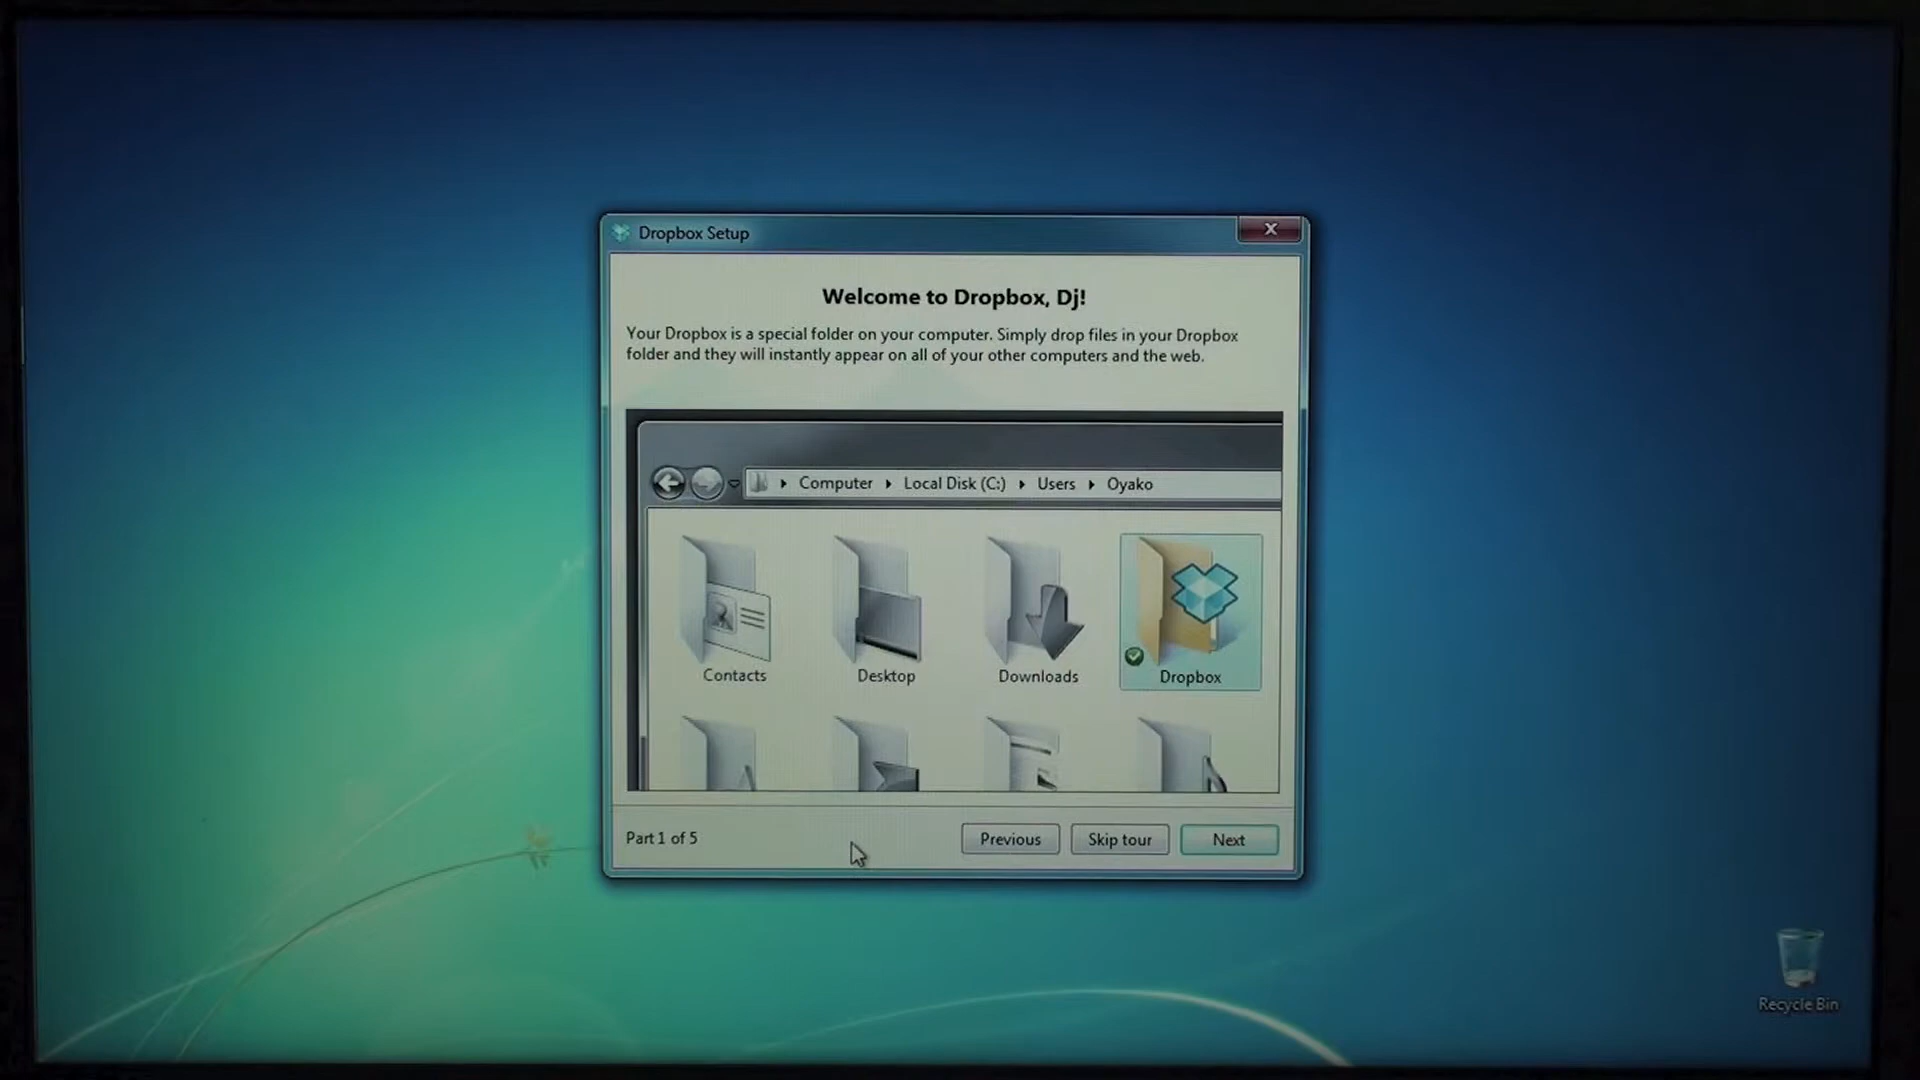 Dropbox Setup
Welcome to Dropbox, Dj!
Your Dropbox is a special folder on your computer. Simply drop files in your Dropbox
folder and they will instantly appear on all of your other computers and the web.
Computer Local Disk (C:) Users Oyako
Contacts Desktop Downloads Dropbox
Part 1 of 5 Previous Skip tour Next
Recycle Bin